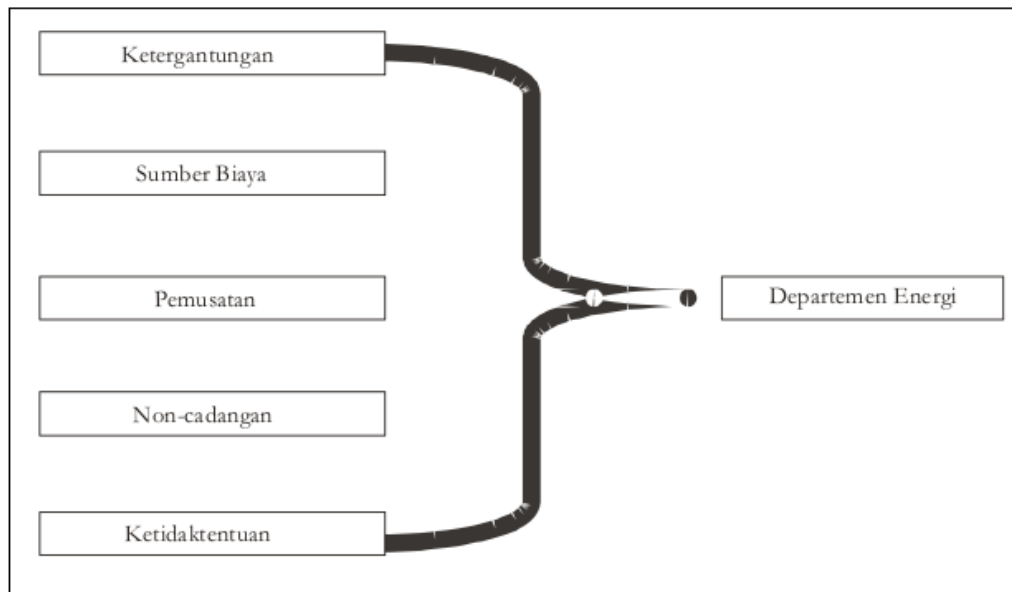 Ketergantungan
Sumber Biaya
Pemusatan
Departemen Energi
Non-cadangan
Ketidaktentuan